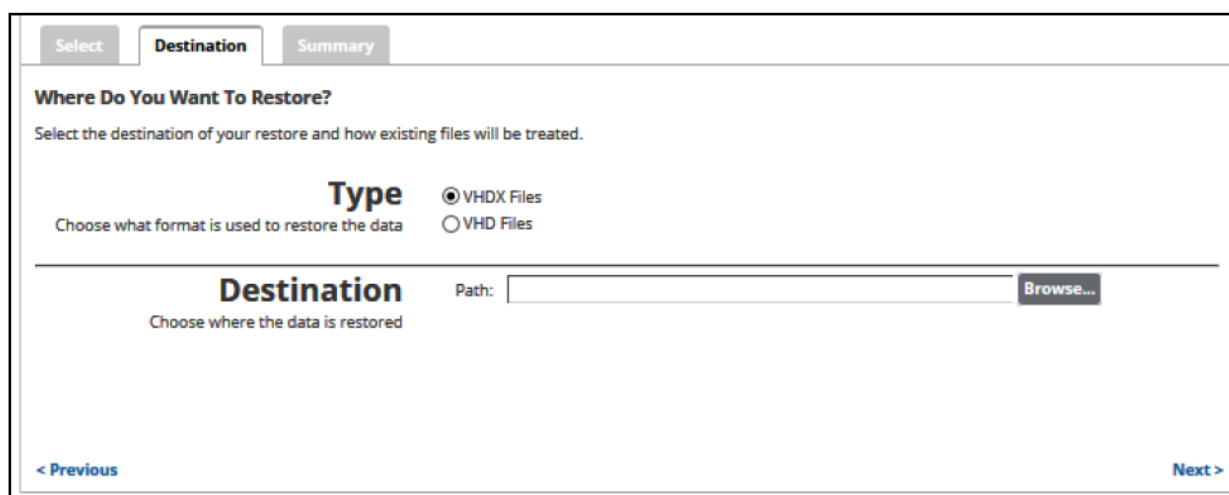 Select Destination Summary
Where Do You Want To Restore?
Select the destination of your restore and how existing files will be treated.
Type
Choose what format is used to restore the data
VHDX Files
VHD Files
Destination
Choose where the data is restored
Path: Browse...
< Previous Next >